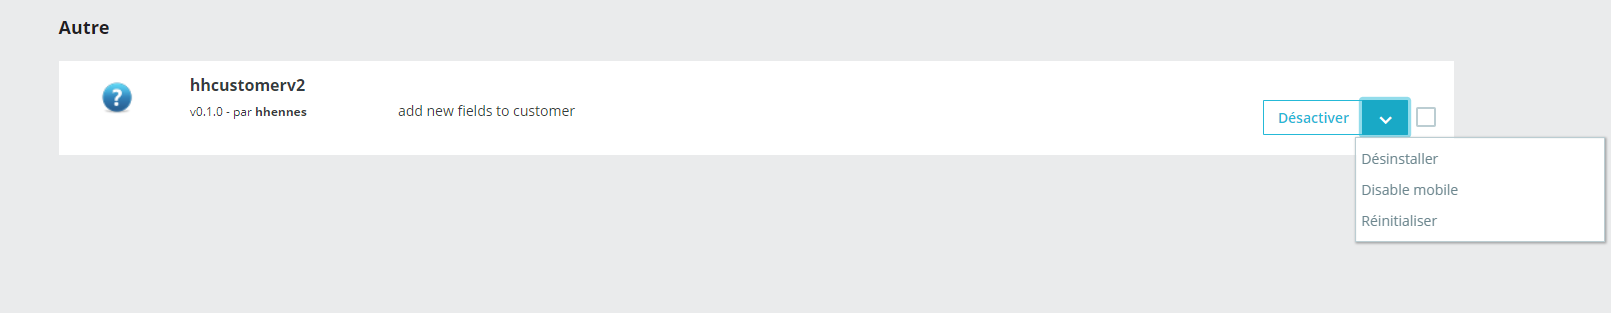 Autre
hhcustomerv2
v0.1.0 - par hhennes
add new fields to customer
Désactiver
Désinstaller
Disable mobile
Réinitialiser